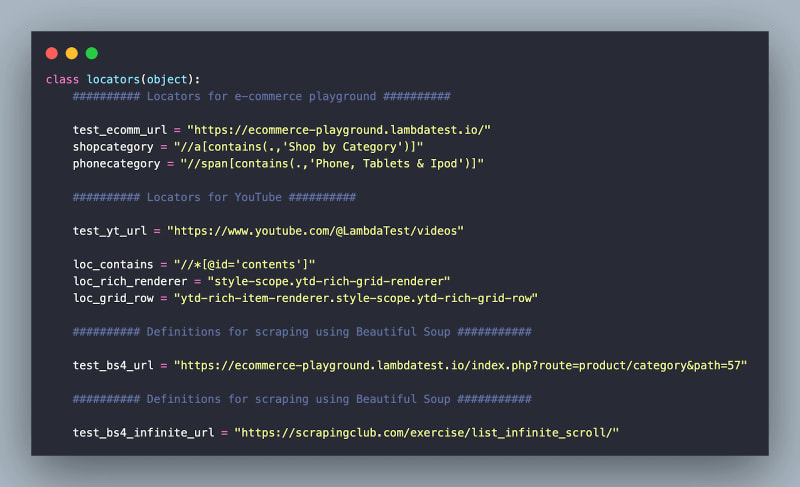 class locators(object):
########## Locators for e-commerce playground ##########
test_ecomm_url = "https://ecommerce-playground.lambdatest.io/"
shopcategory = "//a[contains(.,'Shop by Category')]"
phonecategory = "//span[contains(.,'Phone, Tablets & Ipod')]"
########## Locators for YouTube ##########
test_yt_url = "https://www.youtube.com/@LambdaTest/videos"
loc_contains = "//*[@id='contents']"
loc_rich_renderer = "style-scope.ytd-rich-grid-renderer"
loc_grid_row = "ytd-rich-item-renderer.style-scope.ytd-rich-grid-row"
########## Definitions for scraping using Beautiful Soup ###########
test_bs4_url = "https://ecommerce-playground.lambdatest.io/index.php?route=product/category&path=57"
########## Definitions for scraping using Beautiful Soup ###########
test_bs4_infinite_url = "https://scrapingclub.com/exercise/list_infinite_scroll/"